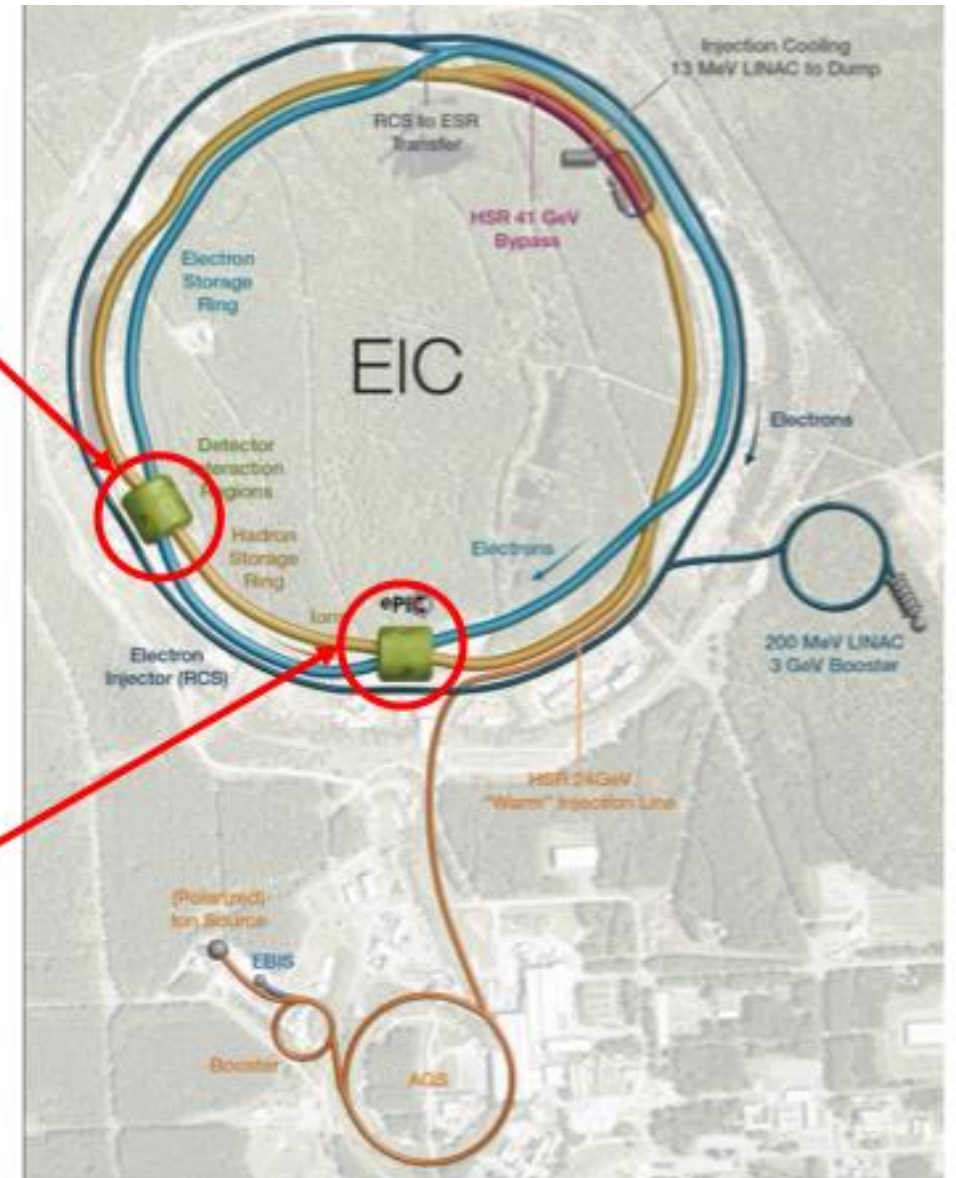 Injection Cooling
13 MeV LINAC to Dump
RCS to ESR
Transfer
HSR 41 GeV
Bypass
Electron
Storage
Ring
EIC
Electrons
Detector
Regions
Hadron
Storage
Ring
Electrons
ePIC
Electron
Injector (RCS)
200 MeV LINAC
3 GeV Booster
HSR 24GeV
"Warm" Injection Line
(Polarized)
Ion Source
EBIS
Booster
AGS